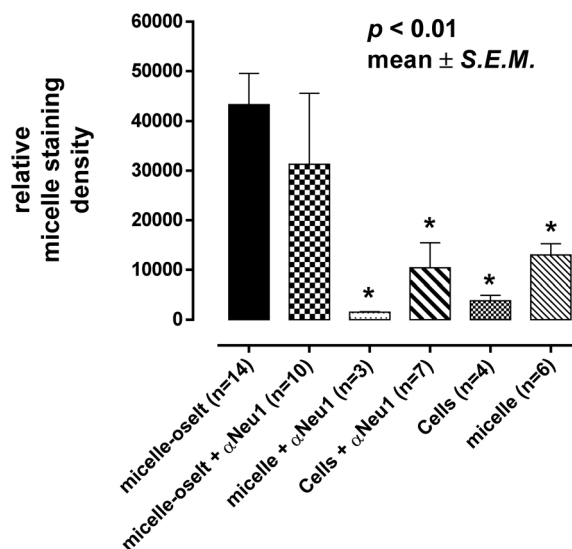 p < 0.01
mean ± S.E.M.
relative
micelle staining
density
60000
50000
40000
30000
20000
10000
0
*
*
*
*
micelle-oselt (n=14)
micelle-oselt + αNeu1 (n=10)
micelle + αNeu1 (n=3)
Cells + αNeu1 (n=7)
Cells (n=4)
micelle (n=6)